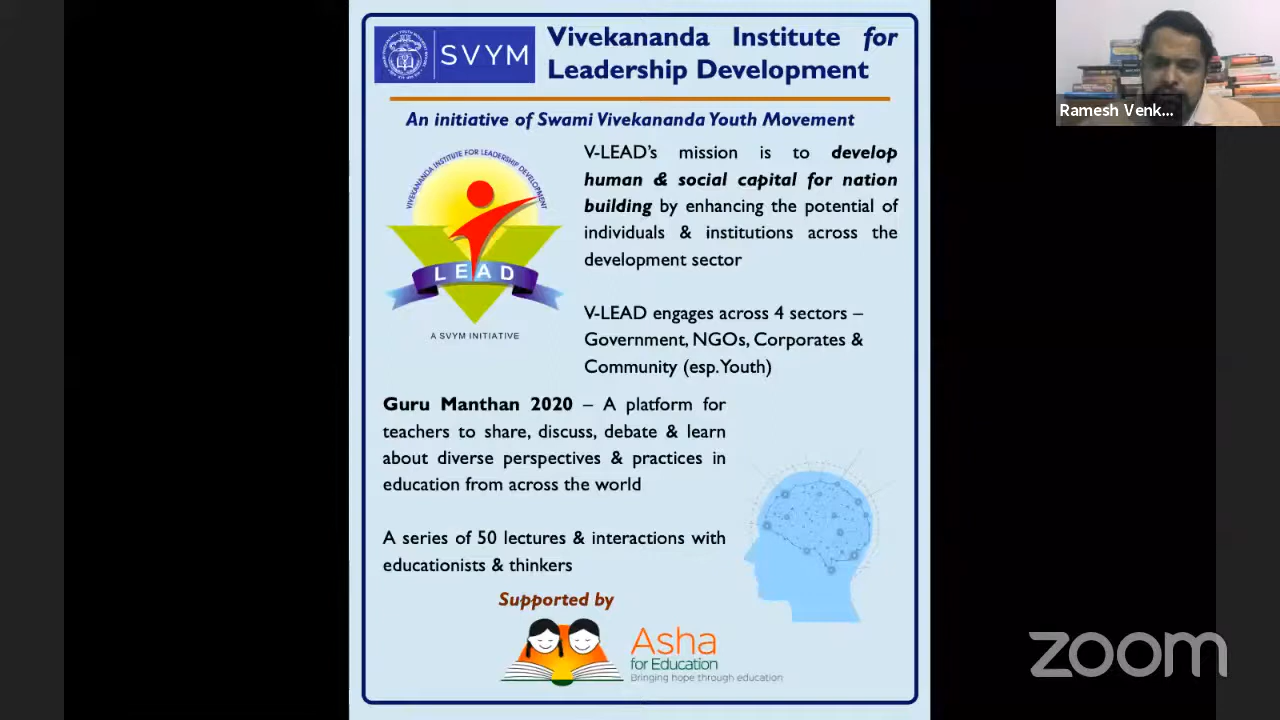 SVYM
Vivekananda Institute for
Leadership Development
An initiative of Swami Vivekananda Youth Movement
VIVEKANANDA INSTITUTE FOR LEADERSHIP DEVELOPMENT
LEAD
A SVYM INITIATIVE
V-LEAD’s mission is to develop
human & social capital for nation
building by enhancing the potential of
individuals & institutions across the
development sector
V-LEAD engages across 4 sectors –
Government, NGOs, Corporates &
Community (esp. Youth)
Guru Manthan 2020 – A platform for
teachers to share, discuss, debate & learn
about diverse perspectives & practices in
education from across the world
A series of 50 lectures & interactions with
educationists & thinkers
Supported by
Asha
for Education
Bringing hope through education
Ramesh Venk...
zoom